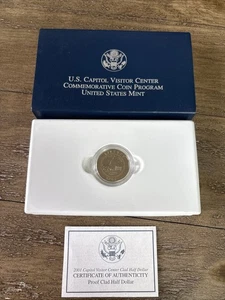 U.S. CAPITOL VISITOR CENTER
COMMEMORATIVE COIN PROGRAM
UNITED STATES MINT
2001 Capitol Visitor Center Clad Half Dollar
CERTIFICATE OF AUTHENTICITY
Proof Clad Half Dollar